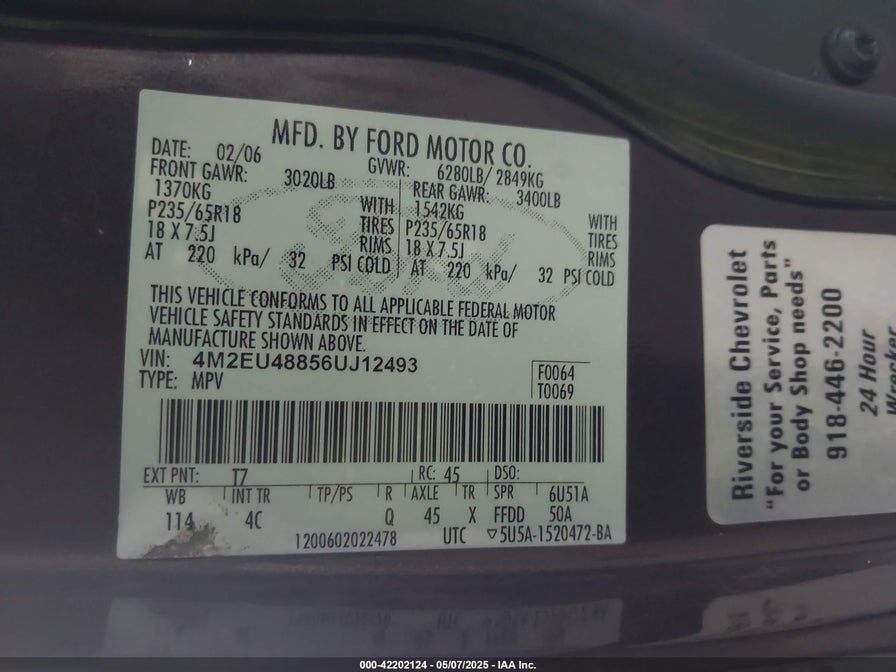 MFD. BY FORD MOTOR CO.
DATE: 02/06 GVWR: 6280LB/ 2849KG
FRONT GAWR: 3020LB REAR GAWR: 3400LB
1370KG WITH 1542KG WITH
P235/65R18 TIRES P235/65R18 TIRES
18 X 7.5J RIMS 18 X 7.5J RIMS
AT 220 kPa/ 32 PSI COLD AT 220 kPa/ 32 PSI COLD
THIS VEHICLE CONFORMS TO ALL APPLICABLE FEDERAL MOTOR
VEHICLE SAFETY STANDARDS IN EFFECT ON THE DATE OF
MANUFACTURE SHOWN ABOVE.
VIN: 4M2EU48856UJ12493
TYPE: MPV
F0064
T0069
EXT PNT: T7 RC: 45 DSO:
WB INT TR TP/PS R AXLE TR SPR 6U51A
114 4C Q 45 X FFDD 50A
1200602022478 UTC ▽5U5A-1520472-BA
Ford
Riverside Chevrolet
"For your Service, Parts
or Body Shop needs"
918-446-2200
24 Hour
Wrecker
000-42202124 - 05/07/2025 - IAA Inc.